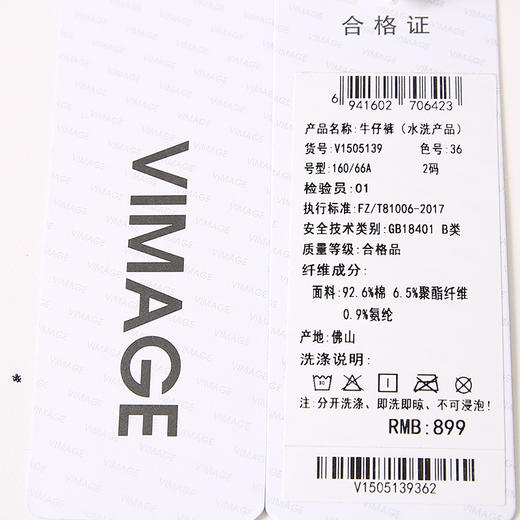 VIMAGE
合格证
6 941602 706423
产品名称:牛仔裤（水洗产品）
货号:V1505139 色号:36
号型:160/66A 2码
检验员:01
执行标准:FZ/T81006-2017
安全技术类别:GB18401 B类
质量等级:合格品
纤维成分:
面料:92.6%棉 6.5%聚酯纤维
0.9%氨纶
产地:佛山
洗涤说明:
注:分开洗涤、即洗即晾、不可浸泡!
RMB:899
V1505139362